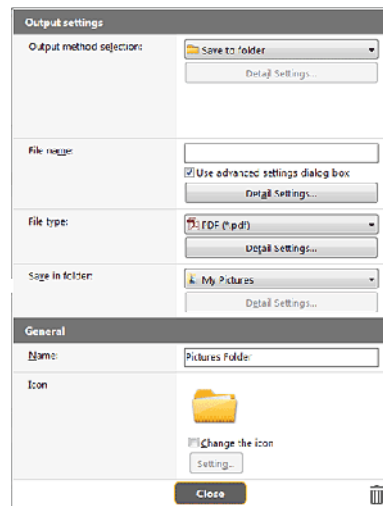 Output settings
Output method selection:
Save to folder
Detail Settings...
File name:
Use advanced settings dialog box
Detail Settings...
File type:
PDF (*.pdf)
Detail Settings...
Save in folder:
My Pictures
Detail Settings...
General
Name:
Pictures Folder
Icon
Change the icon
Setting...
Close